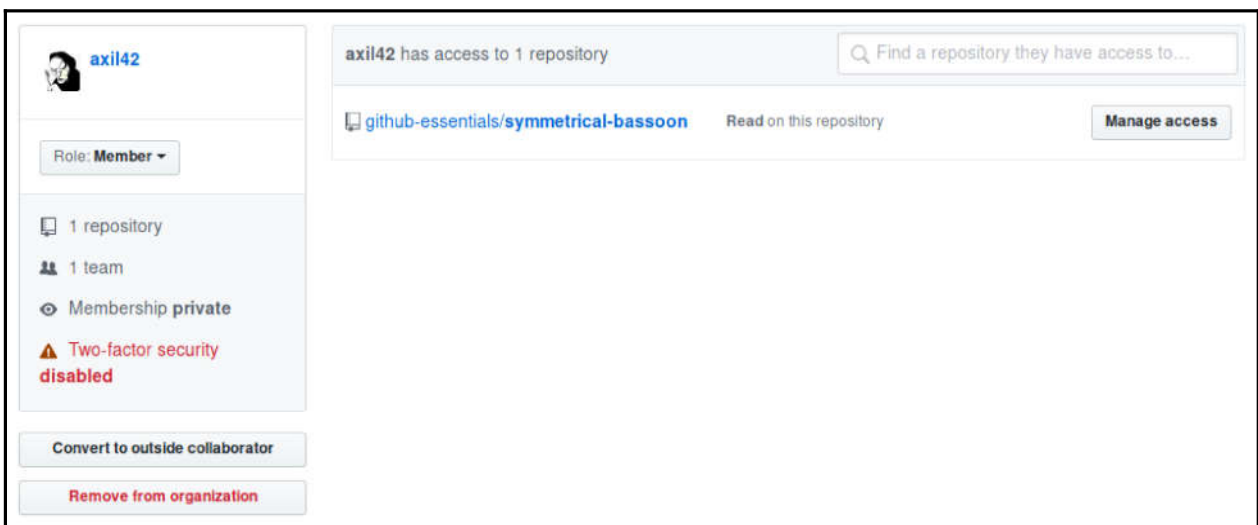 axil42
Role: Member
1 repository
1 team
Membership private
Two-factor security
disabled
Convert to outside collaborator
Remove from organization
axil42 has access to 1 repository
Find a repository they have access to...
github-essentials/symmetrical-bassoon
Read on this repository
Manage access